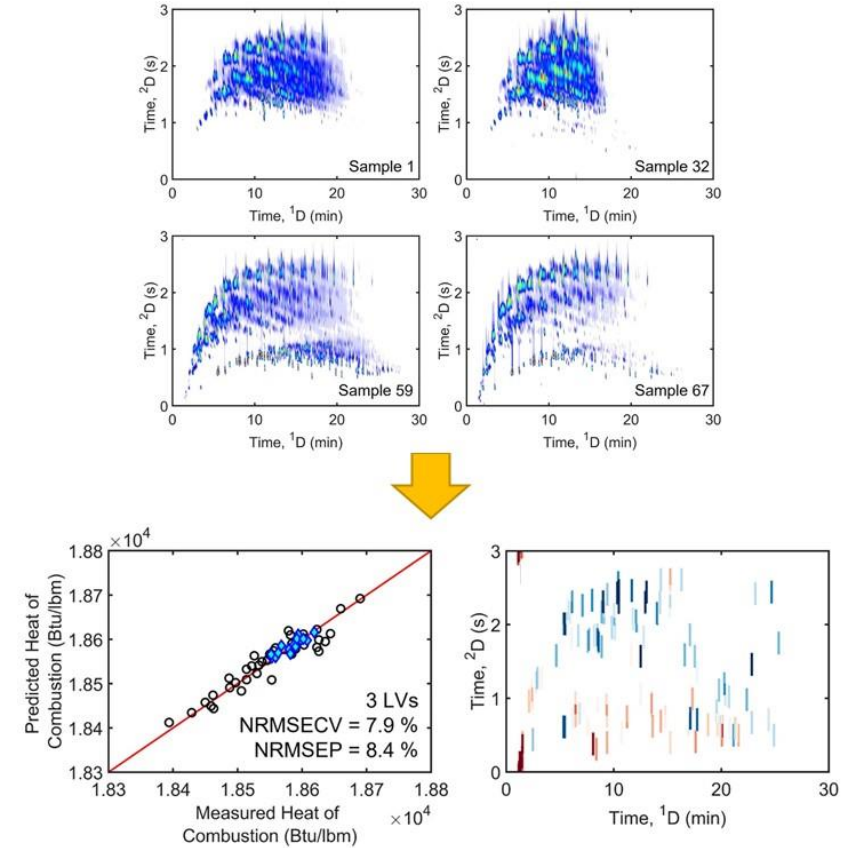 3
2
1
0
Time, ²D (s)
Sample 1
0 10 20 30
Time, ¹D (min)
3
2
1
0
Time, ²D (s)
Sample 32
0 10 20 30
Time, ¹D (min)
3
2
1
0
Time, ²D (s)
Sample 59
0 10 20 30
Time, ¹D (min)
3
2
1
0
Time, ²D (s)
Sample 67
0 10 20 30
Time, ¹D (min)
×10⁴
1.88
1.87
1.86
1.85
1.84
1.83
Predicted Heat of
Combustion (Btu/lbm)
3 LVs
NRMSECV = 7.9 %
NRMSEP = 8.4 %
1.83 1.84 1.85 1.86 1.87 1.88
Measured Heat of
Combustion (Btu/lbm)
×10⁴
3
2
1
0
Time, ²D (s)
0 10 20 30
Time, ¹D (min)